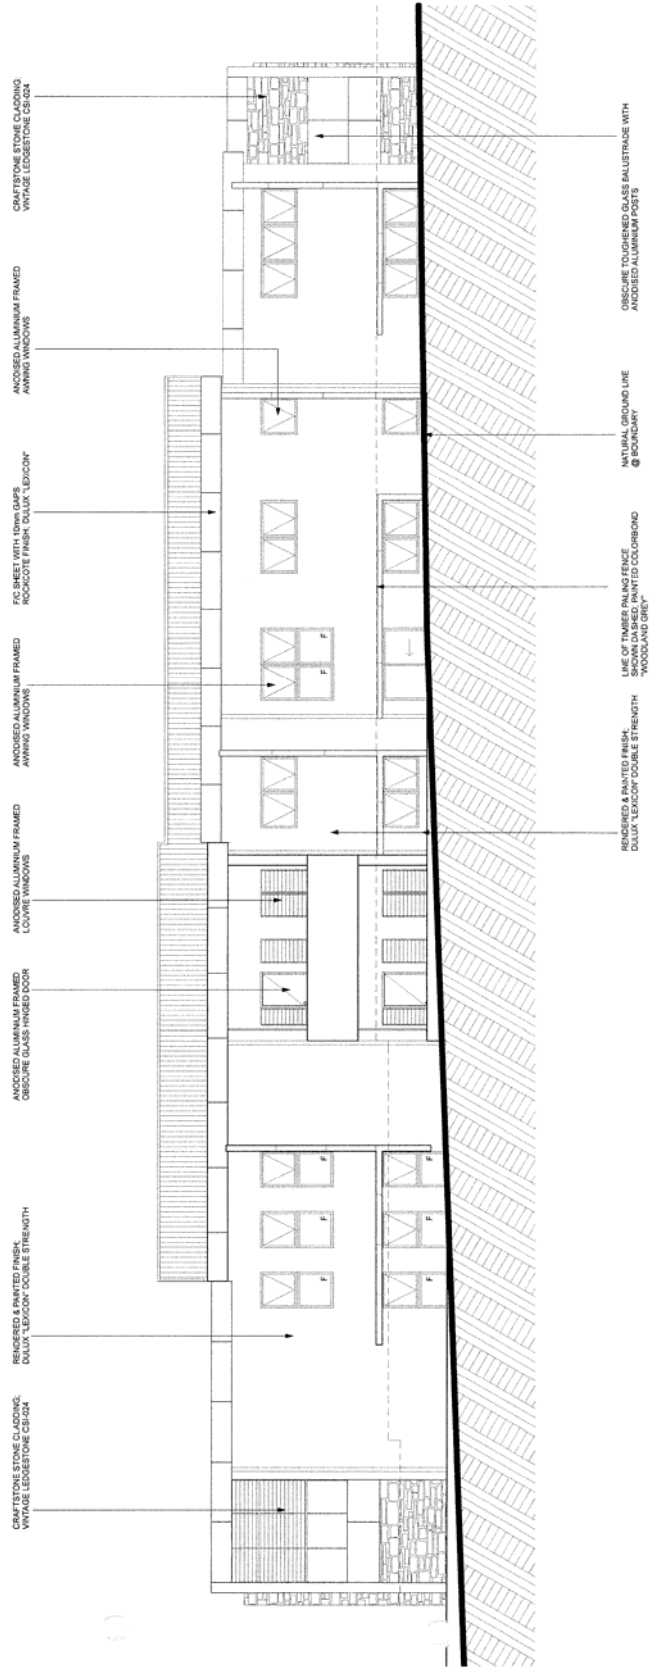 CRAFTSTONE STONE CLADDING;
VINTAGE LEDGESTONE CSI-024
RENDERED & PAINTED FINISH;
DULUX "LEXICON" DOUBLE STRENGTH
ANODISED ALUMINIUM FRAMED
OBSCURE GLASS HINGED DOOR
ANODISED ALUMINIUM FRAMED
LOUVRE WINDOWS
ANODISED ALUMINIUM FRAMED
AWNING WINDOWS
F/C SHEET WITH 10mm GAPS
ROCKCOTE FINISH; DULUX "LEXICON"
ANODISED ALUMINIUM FRAMED
AWNING WINDOWS
CRAFTSTONE STONE CLADDING;
VINTAGE LEDGESTONE CSI-024
F
F
F
F
F
F
F
F
RENDERED & PAINTED FINISH;
DULUX "LEXICON" DOUBLE STRENGTH
LINE OF TIMBER PALING FENCE
SHOWN DASHED; PAINTED COLORBOND
"WOODLAND GREY"
NATURAL GROUND LINE
@ BOUNDARY
OBSCURE TOUGHENED GLASS BALUSTRADE WITH
ANODISED ALUMINIUM POSTS